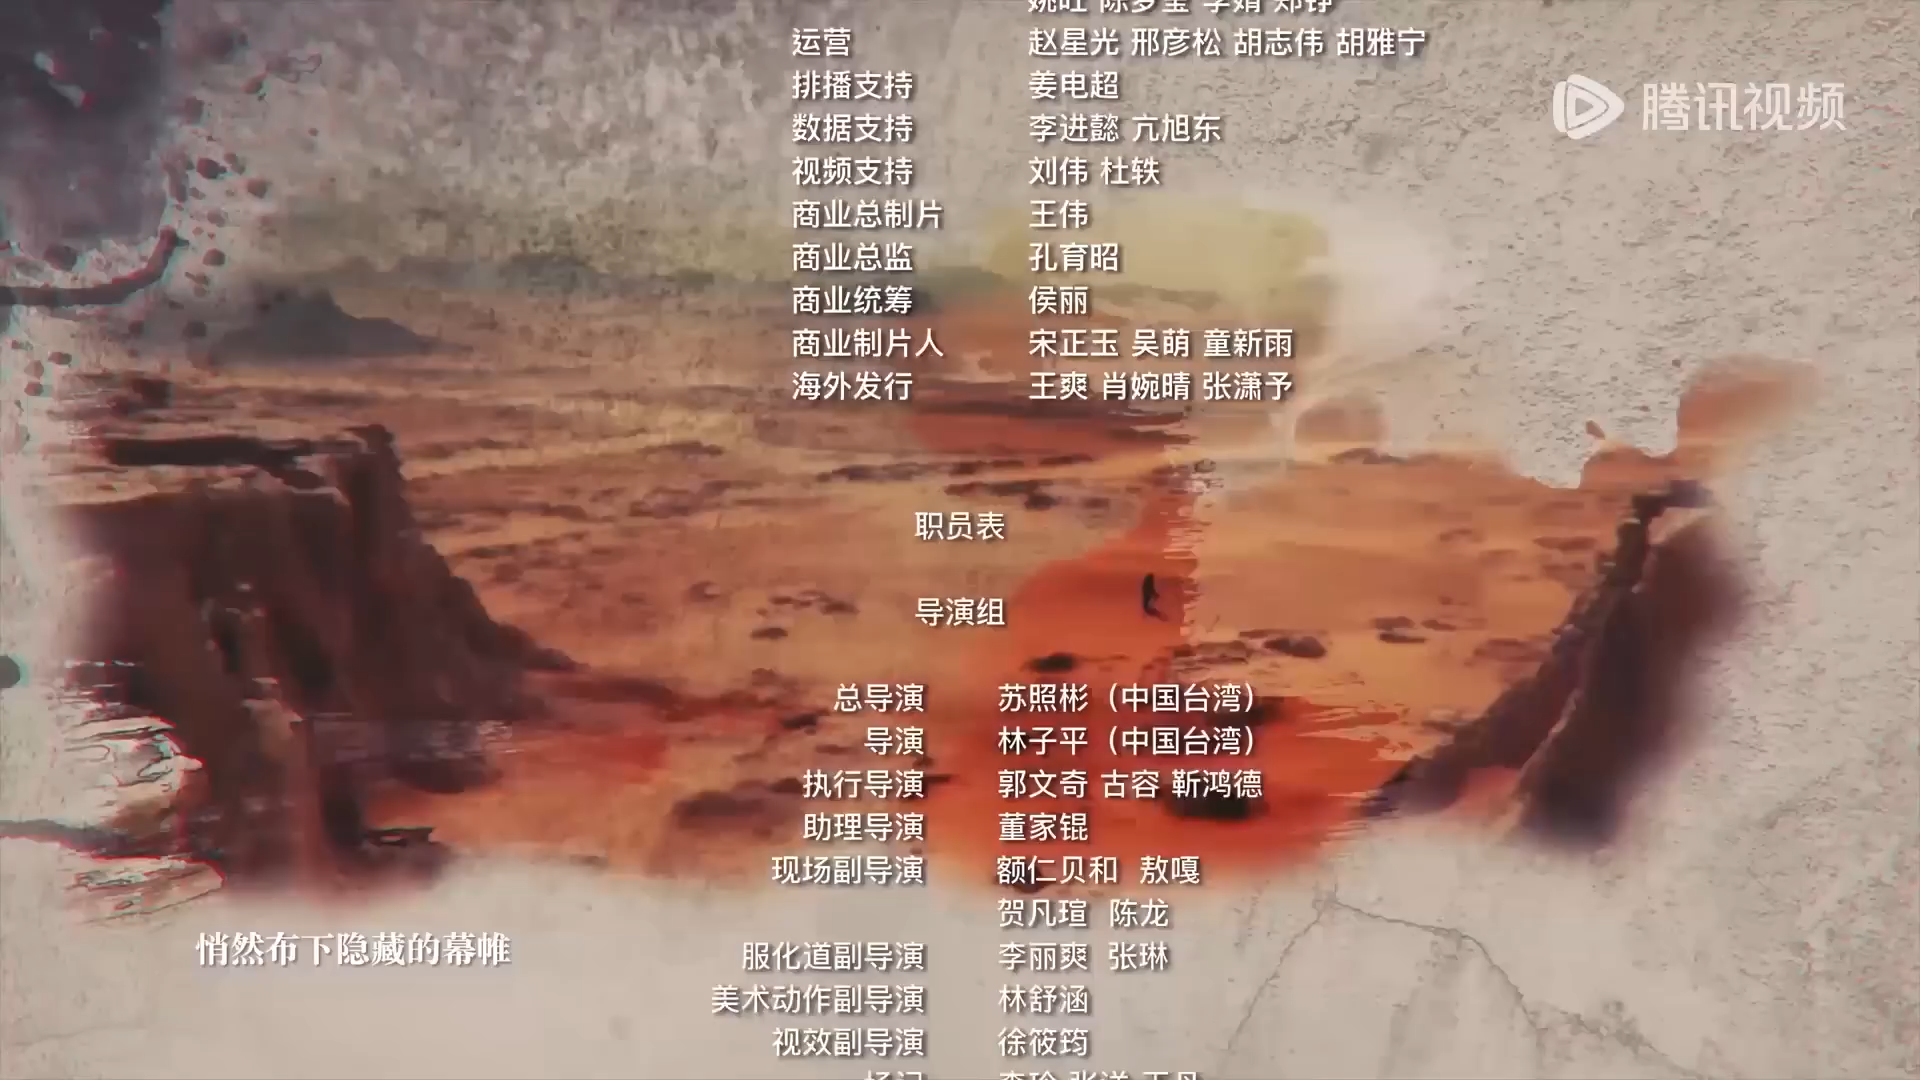 运营 赵星光 邢彦松 胡志伟 胡雅宁
排播支持 姜电超
数据支持 李进懿 亢旭东
视频支持 刘伟 杜轶
商业总制片 王伟
商业总监 孔育昭
商业统筹 侯丽
商业制片人 宋正玉 吴萌 童新雨
海外发行 王爽 肖婉晴 张潇予
腾讯视频
职员表
导演组
总导演 苏照彬（中国台湾）
导演 林子平（中国台湾）
执行导演 郭文奇 古容 靳鸿德
助理导演 董家锟
现场副导演 额仁贝和 敖嘎
贺凡瑄 陈龙
服化道副导演 李丽爽 张琳
美术动作副导演 林舒涵
视效副导演 徐筱筠
悄然布下隐藏的幕帷